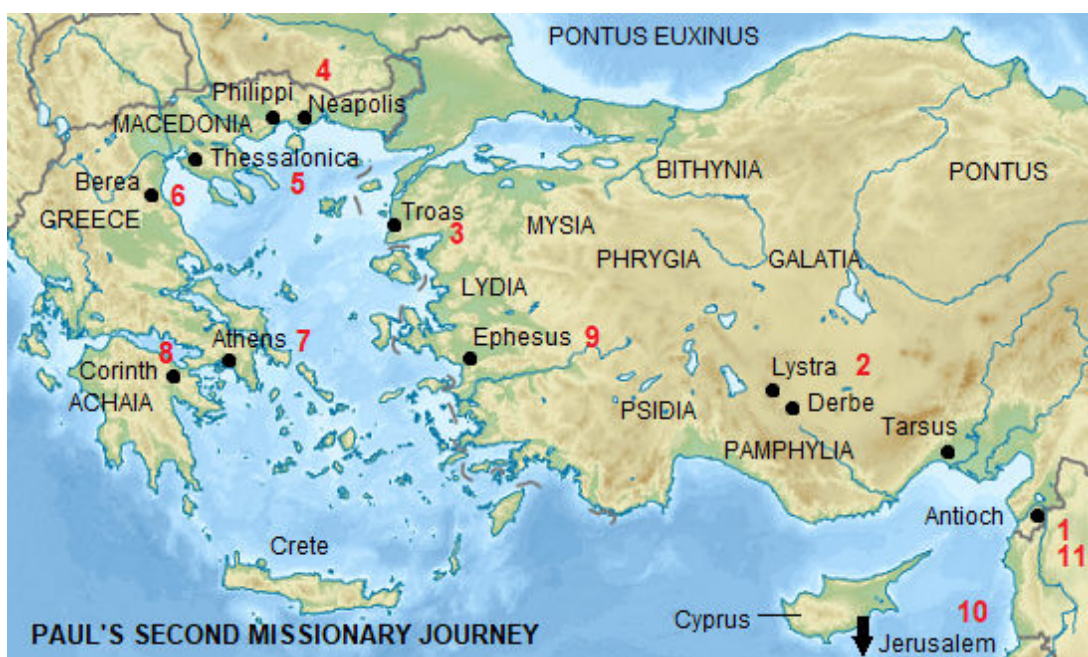 PONTUS EUXINUS
4
Philippi
Neapolis
MACEDONIA
Thessalonica
BITHYNIA
PONTUS
Berea
6
5
GREECE
Troas
3
MYSIA
PHRYGIA
GALATIA
LYDIA
Athens 7
Ephesus 9
8
Corinth
Lystra 2
ACHAIA
PSIDIA
Derbe
Tarsus
PAMPHYLIA
Antioch
1
11
Crete
10
Cyprus
Jerusalem
PAUL'S SECOND MISSIONARY JOURNEY